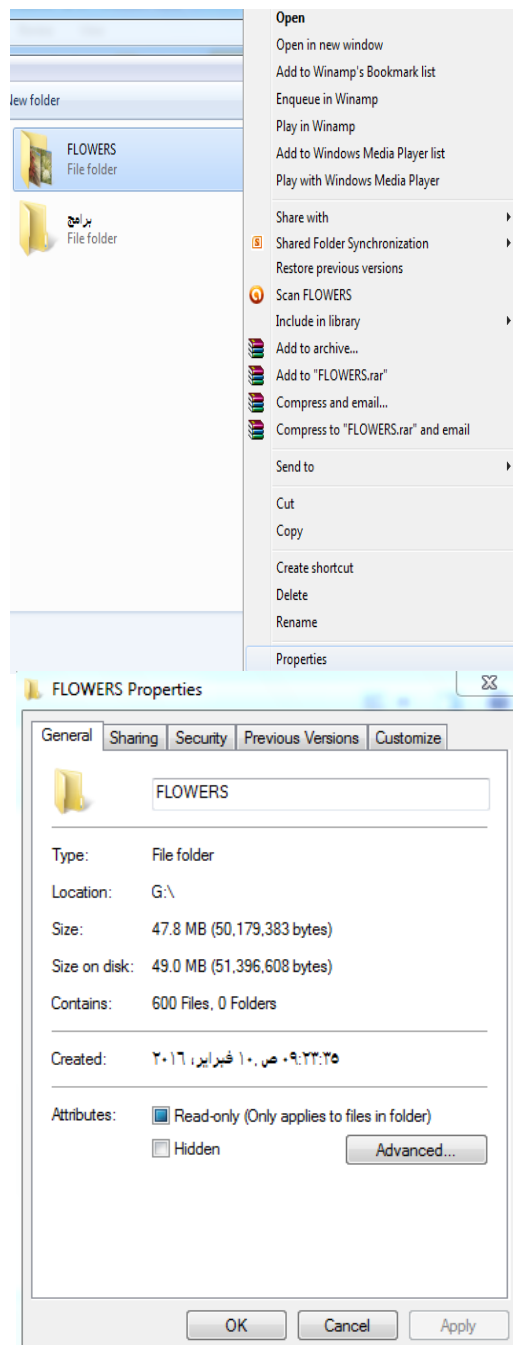 New folder
FLOWERS
File folder
برامج
File folder
Open
Open in new window
Add to Winamp's Bookmark list
Enqueue in Winamp
Play in Winamp
Add to Windows Media Player list
Play with Windows Media Player
Share with
Shared Folder Synchronization
Restore previous versions
Scan FLOWERS
Include in library
Add to archive...
Add to "FLOWERS.rar"
Compress and email...
Compress to "FLOWERS.rar" and email
Send to
Cut
Copy
Create shortcut
Delete
Rename
Properties
FLOWERS Properties
General Sharing Security Previous Versions Customize
FLOWERS
Type: File folder
Location: G:\
Size: 47.8 MB (50,179,383 bytes)
Size on disk: 49.0 MB (51,396,608 bytes)
Contains: 600 Files, 0 Folders
Created: ٠٩:٢٣:٣٥ ص ,١٠ فبراير، ٢٠١٦
Attributes: Read-only (Only applies to files in folder)
Hidden Advanced...
OK Cancel Apply